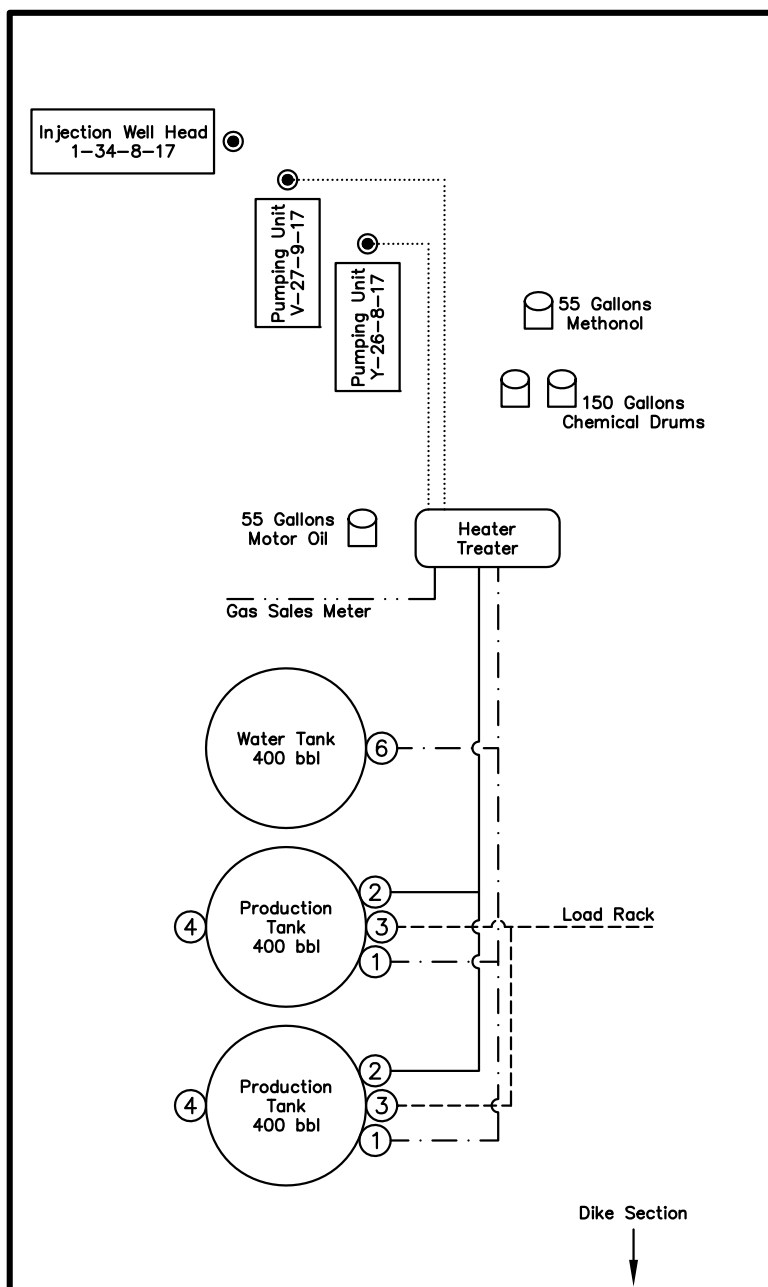 Injection Well Head
1-34-8-17
Pumping Unit
V-27-9-17
Pumping Unit
Y-26-8-17
55 Gallons
Methonol
150 Gallons
Chemical Drums
55 Gallons
Motor Oil
Heater
Treater
Gas Sales Meter
Water Tank
400 bbl
6
2
Production
Tank
400 bbl
4
3
Load Rack
1
2
Production
Tank
400 bbl
4
3
1
Dike Section